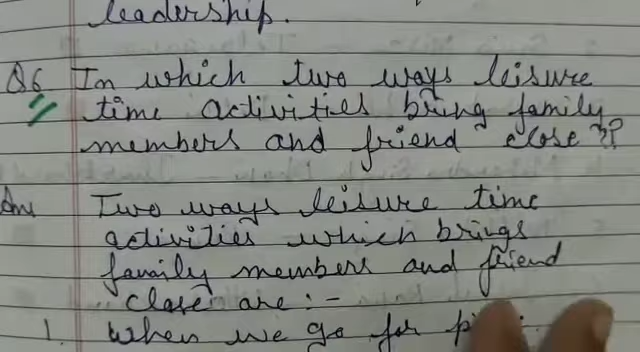 leadership.
Q6 In which two ways leisure
time activities bring family
members and friend close??
Ans Two ways leisure time
activities which brings
family members and friend
close are :-
1. When we go for